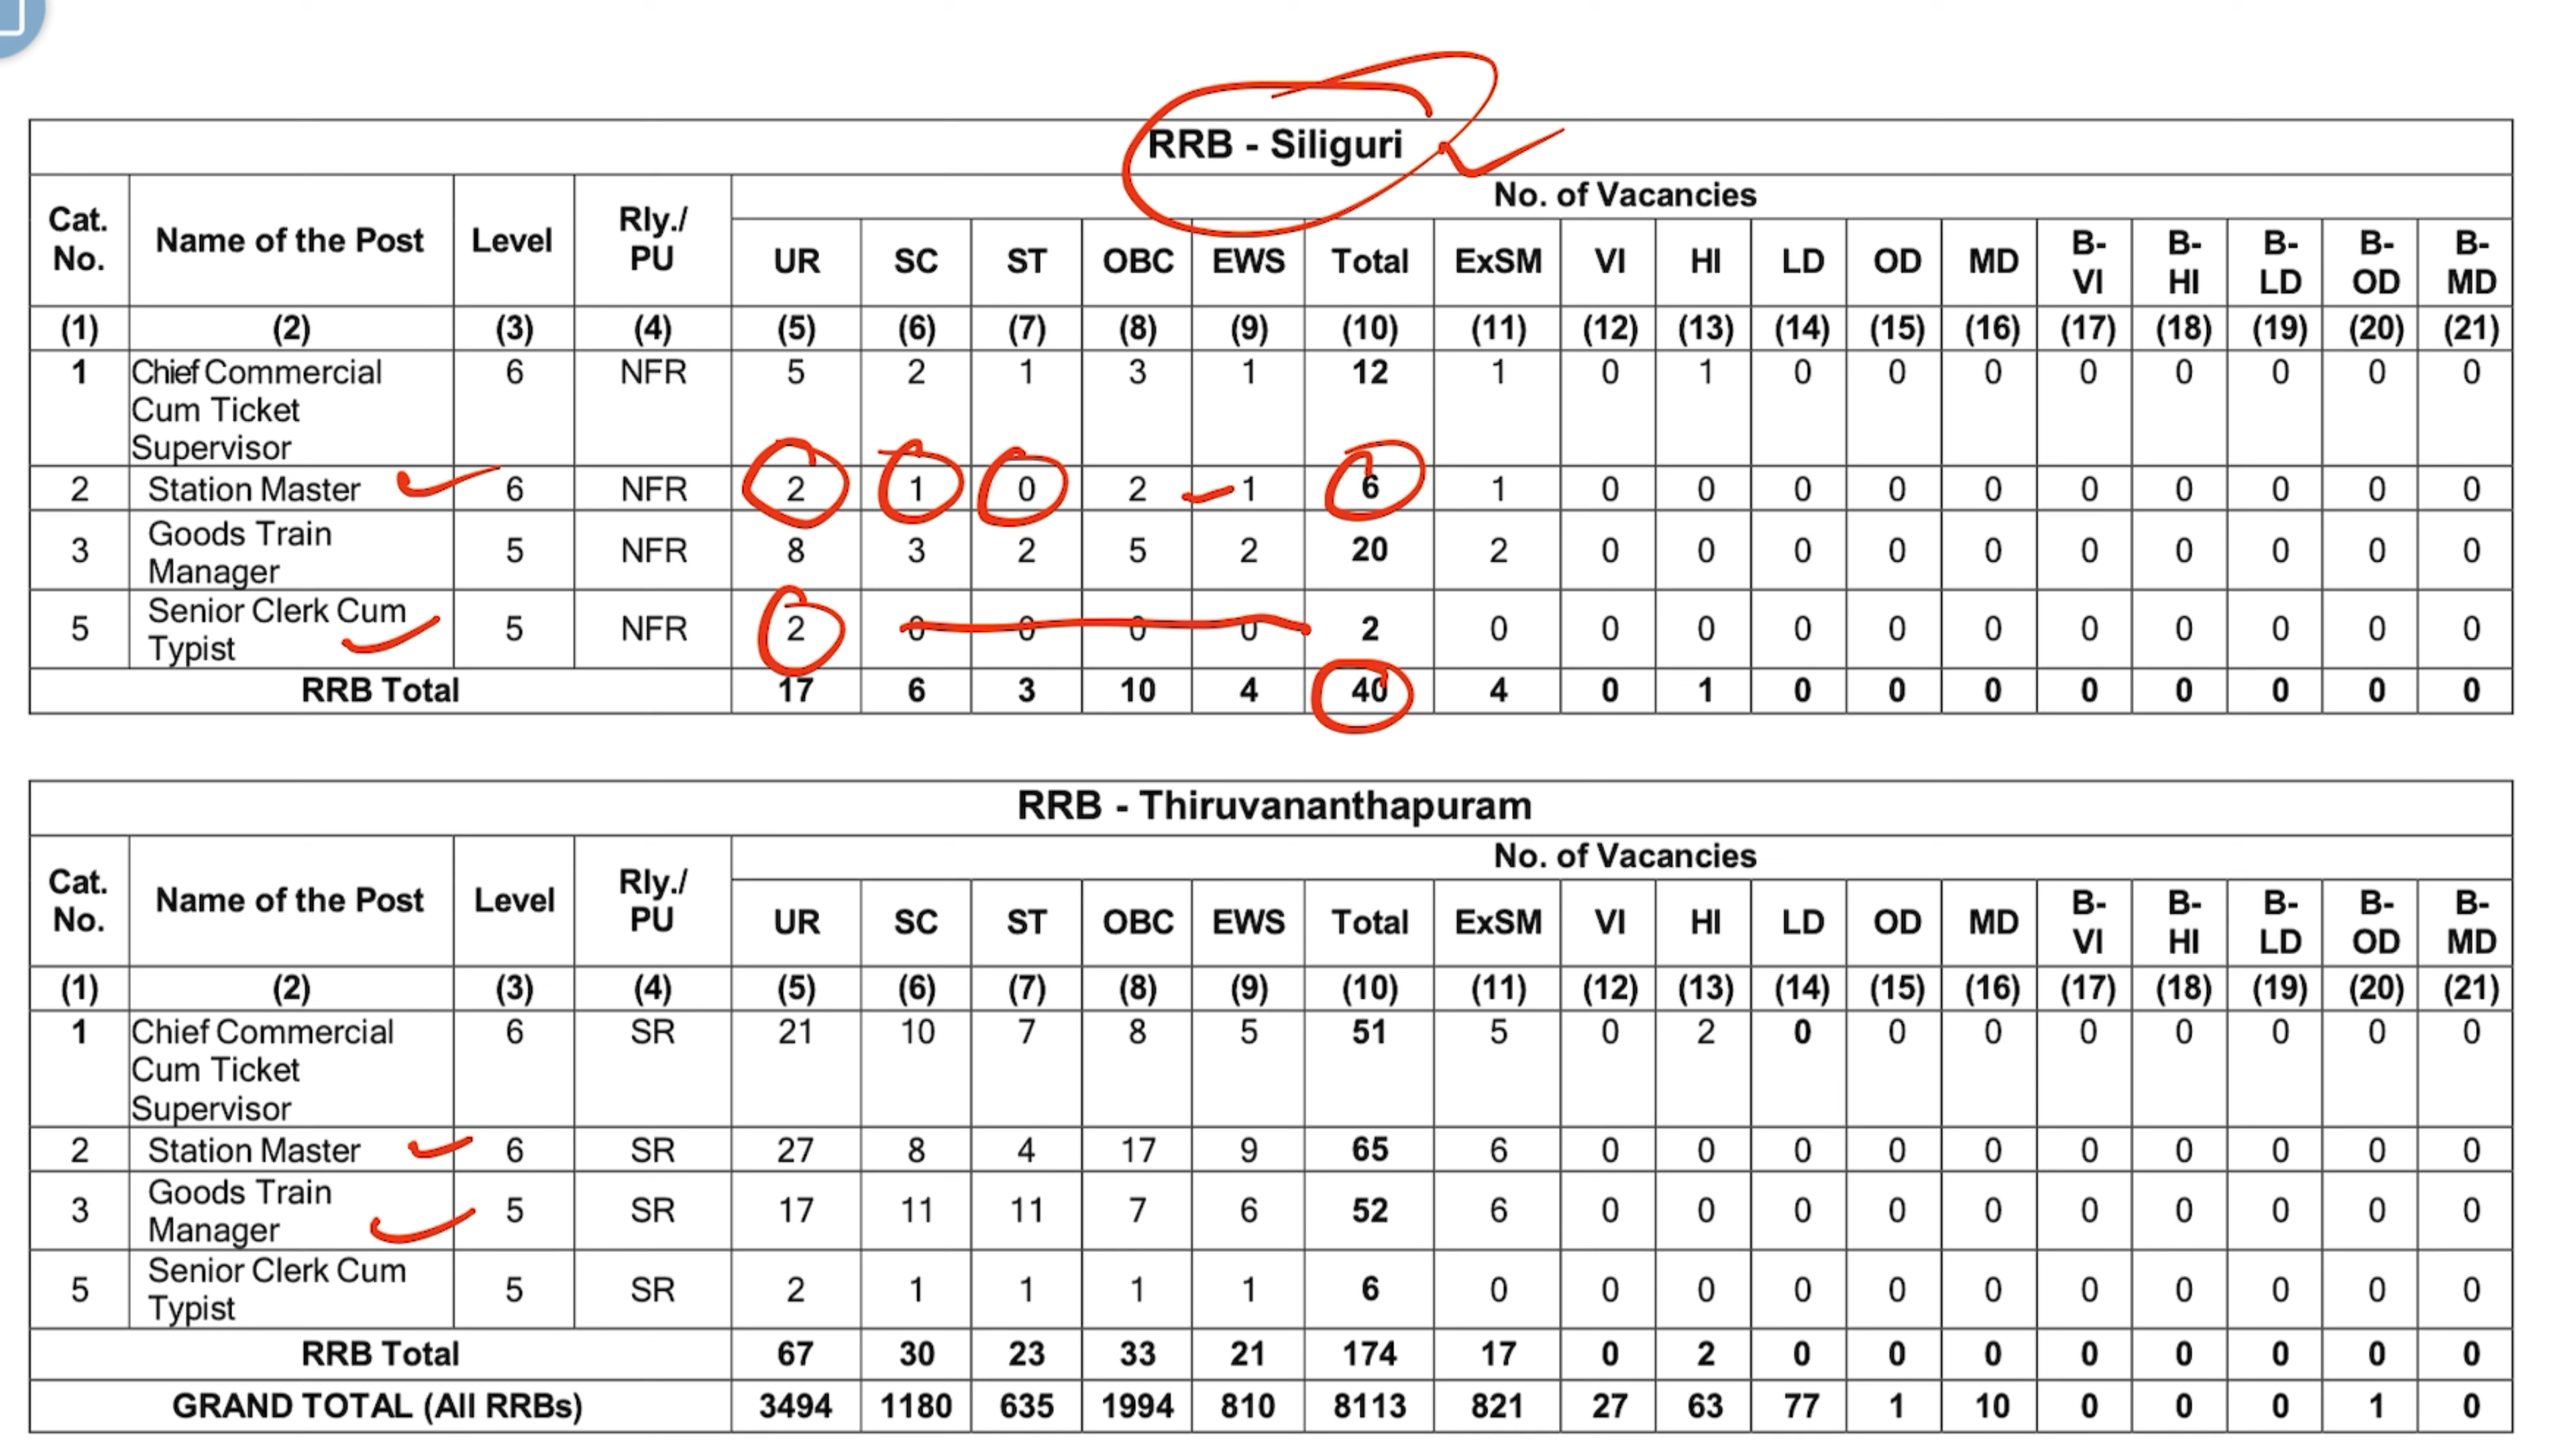 RRB - Siliguri
Cat. No. Name of the Post Level Rly./ PU No. of Vacancies
UR SC ST OBC EWS Total ExSM VI HI LD OD MD B-VI B-HI B-LD B-OD B-MD
(1) (2) (3) (4) (5) (6) (7) (8) (9) (10) (11) (12) (13) (14) (15) (16) (17) (18) (19) (20) (21)
1 Chief Commercial Cum Ticket Supervisor 6 NFR 5 2 1 3 1 12 1 0 1 0 0 0 0 0 0 0 0
2 Station Master 6 NFR 2 1 0 2 1 6 1 0 0 0 0 0 0 0 0 0 0
3 Goods Train Manager 5 NFR 8 3 2 5 2 20 2 0 0 0 0 0 0 0 0 0 0
5 Senior Clerk Cum Typist 5 NFR 2 0 0 0 0 2 0 0 0 0 0 0 0 0 0 0 0
RRB Total 17 6 3 10 4 40 4 0 1 0 0 0 0 0 0 0 0
RRB - Thiruvananthapuram
Cat. No. Name of the Post Level Rly./ PU No. of Vacancies
UR SC ST OBC EWS Total ExSM VI HI LD OD MD B-VI B-HI B-LD B-OD B-MD
(1) (2) (3) (4) (5) (6) (7) (8) (9) (10) (11) (12) (13) (14) (15) (16) (17) (18) (19) (20) (21)
1 Chief Commercial Cum Ticket Supervisor 6 SR 21 10 7 8 5 51 5 0 2 0 0 0 0 0 0 0 0
2 Station Master 6 SR 27 8 4 17 9 65 6 0 0 0 0 0 0 0 0 0 0
3 Goods Train Manager 5 SR 17 11 11 7 6 52 6 0 0 0 0 0 0 0 0 0 0
5 Senior Clerk Cum Typist 5 SR 2 1 1 1 1 6 0 0 0 0 0 0 0 0 0 0 0
RRB Total 67 30 23 33 21 174 17 0 2 0 0 0 0 0 0 0 0
GRAND TOTAL (All RRBs) 3494 1180 635 1994 810 8113 821 27 63 77 1 10 0 0 0 1 0